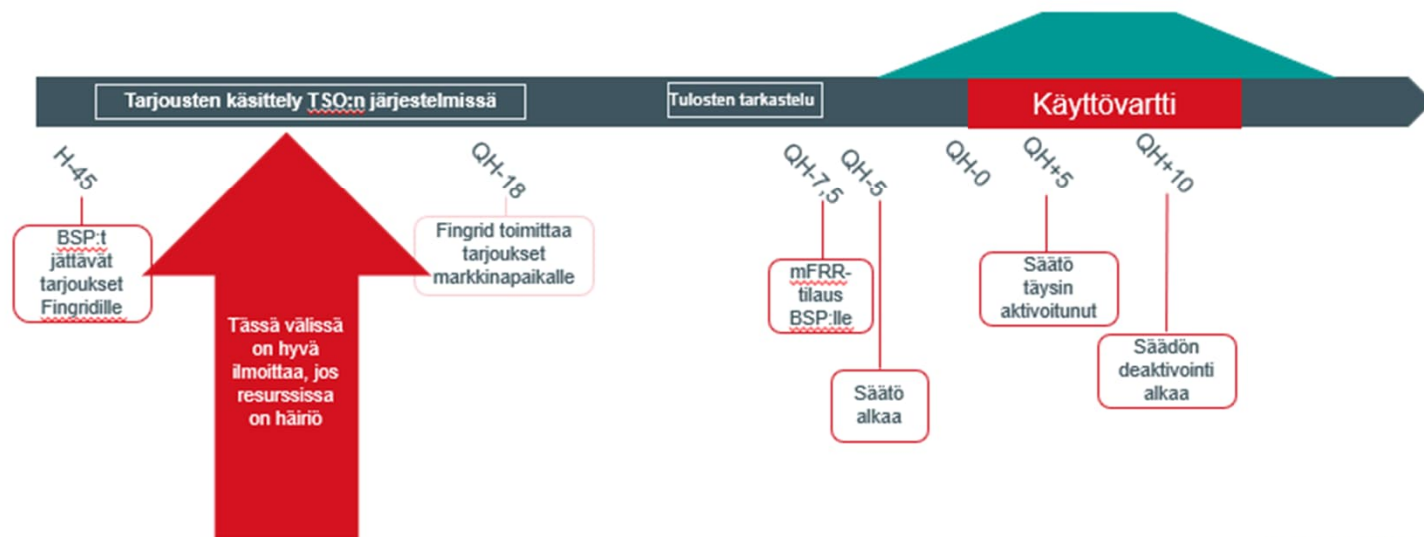 Tarjousten käsittely TSO:n järjestelmissä
Tulosten tarkastelu
Käyttövartti
H-45
QH-18
QH-7,5
QH-5
QH-0
QH+5
QH+10
BSP:t
jättävät
tarjoukset
Fingridille
Fingrid toimittaa
tarjoukset
markkinapaikalle
mFRR-
tilaus
BSP:lle
Säätö
täysin
aktivoitunut
Säädön
deaktivointi
alkaa
Säätö
alkaa
Tässä välissä
on hyvä
ilmoittaa, jos
resurssissa
on häiriö